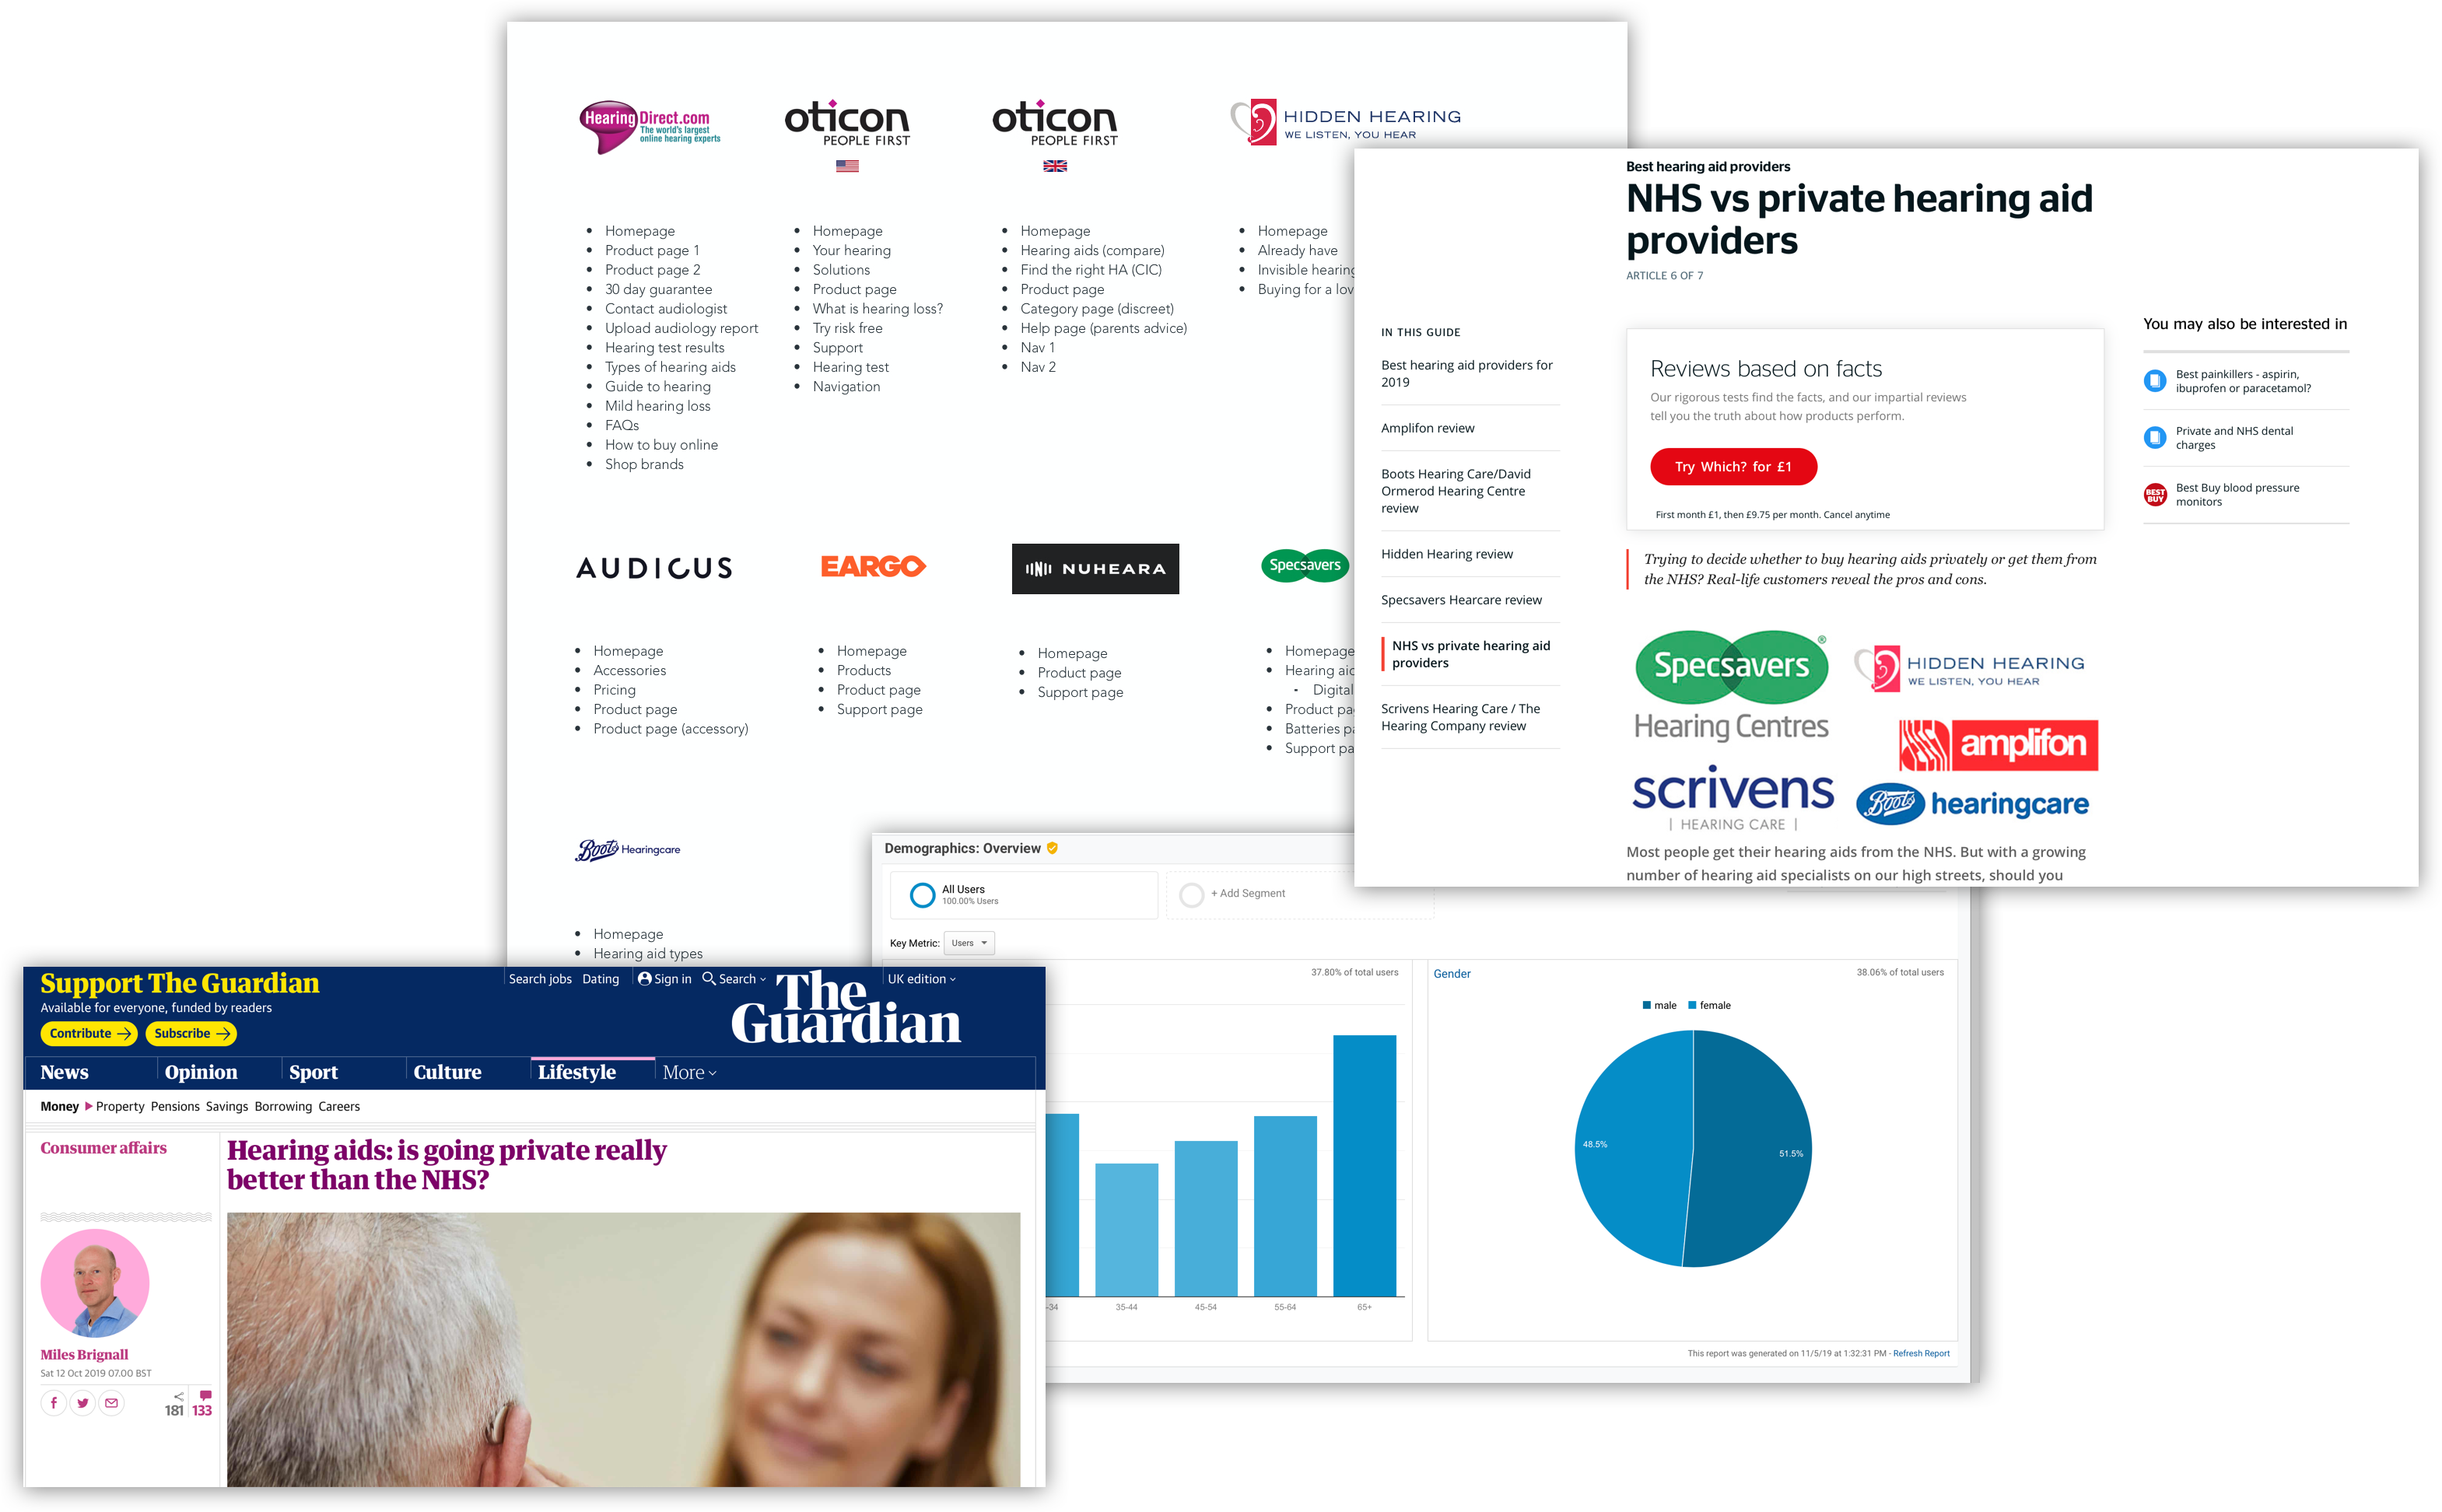 HearingDirect.com
The world's largest
online hearing experts
Homepage
Product page 1
Product page 2
30 day guarantee
Contact audiologist
Upload audiology report
Hearing test results
Types of hearing aids
Guide to hearing
Mild hearing loss
FAQs
How to buy online
Shop brands
oticon
PEOPLE FIRST
Homepage
Your hearing
Solutions
Product page
What is hearing loss?
Try risk free
Support
Hearing test
Navigation
oticon
PEOPLE FIRST
Homepage
Hearing aids (compare)
Find the right HA (CIC)
Product page
Category page (discreet)
Help page (parents advice)
Nav 1
Nav 2
HIDDEN HEARING
WE LISTEN, YOU HEAR
Homepage
Already have
Invisible hearing
Buying for a lov
AUDICUS
Homepage
Accessories
Pricing
Product page
Product page (accessory)
EARGO
Homepage
Products
Product page
Support page
NUHEARA
Homepage
Product page
Support page
Specsavers
Homepage
Hearing aid
- Digital
Product pa
Batteries pa
Support pa
Boots Hearingcare
Homepage
Hearing aid types
Best hearing aid providers
NHS vs private hearing aid
providers
ARTICLE 6 OF 7
IN THIS GUIDE
Best hearing aid providers for
2019
Amplifon review
Boots Hearing Care/David
Ormerod Hearing Centre
review
Hidden Hearing review
Specsavers Hearcare review
NHS vs private hearing aid
providers
Scrivens Hearing Care / The
Hearing Company review
Reviews based on facts
Our rigorous tests find the facts, and our impartial reviews
tell you the truth about how products perform.
Try Which? for £1
First month £1, then £9.75 per month. Cancel anytime
Trying to decide whether to buy hearing aids privately or get them from
the NHS? Real-life customers reveal the pros and cons.
Specsavers®
Hearing Centres
HIDDEN HEARING
WE LISTEN, YOU HEAR
amplifon
scrivens
| HEARING CARE |
Boots hearingcare
Most people get their hearing aids from the NHS. But with a growing
number of hearing aid specialists on our high streets, should you
You may also be interested in
Best painkillers - aspirin,
ibuprofen or paracetamol?
Private and NHS dental
charges
BEST
BUY
Best Buy blood pressure
monitors
Demographics: Overview
All Users
100.00% Users
+ Add Segment
Key Metric: Users
37.80% of total users
-34 35-44 45-54 55-64 65+
Gender
38.06% of total users
male female
48.5%
51.5%
This report was generated on 11/5/19 at 1:32:31 PM - Refresh Report
Support The Guardian
Available for everyone, funded by readers
Contribute → Subscribe →
Search jobs Dating Sign in Search UK edition
The
Guardian
News Opinion Sport Culture Lifestyle More
Money Property Pensions Savings Borrowing Careers
Consumer affairs
Hearing aids: is going private really
better than the NHS?
Miles Brignall
Sat 12 Oct 2019 07.00 BST
181 133